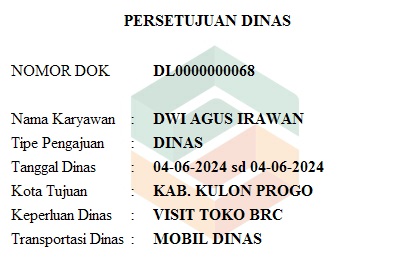 PERSETUJUAN DINAS
NOMOR DOK DL0000000068
Nama Karyawan : DWI AGUS IRAWAN
Tipe Pengajuan : DINAS
Tanggal Dinas : 04-06-2024 sd 04-06-2024
Kota Tujuan : KAB. KULON PROGO
Keperluan Dinas : VISIT TOKO BRC
Transportasi Dinas : MOBIL DINAS